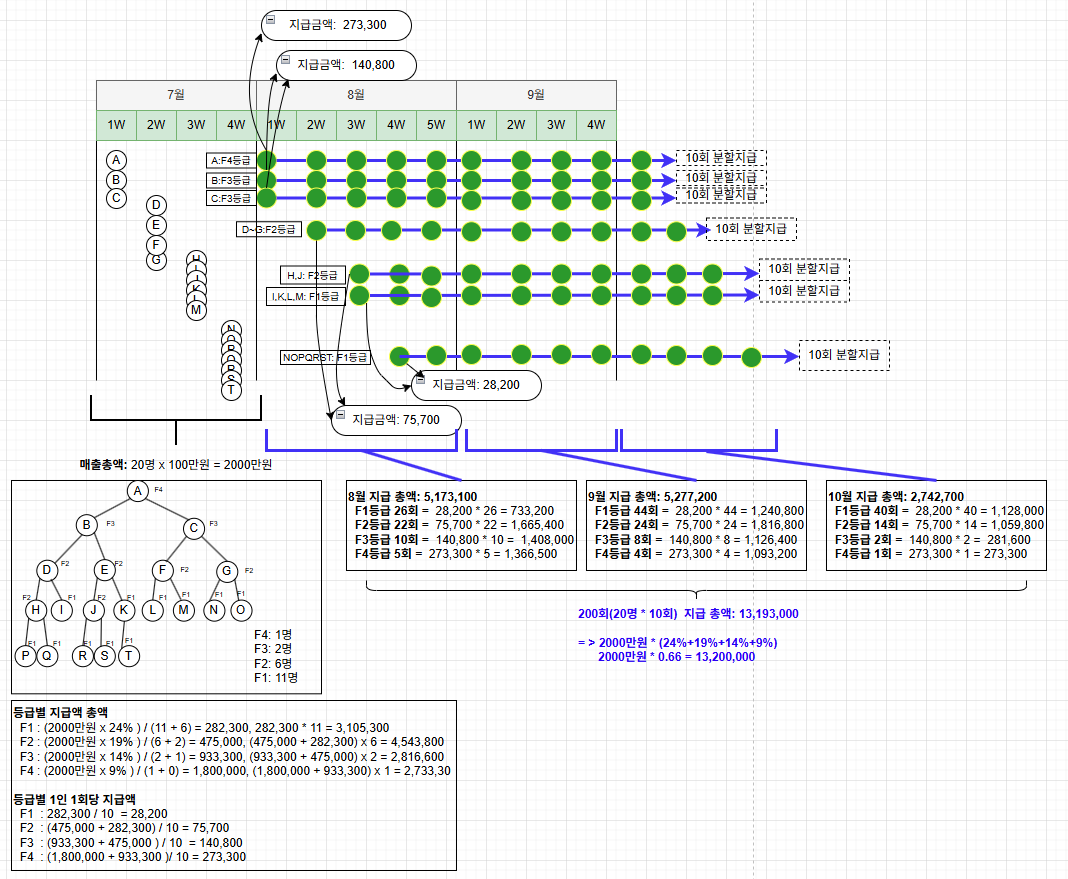 지급금액: 273,300
지급금액: 140,800
7월 8월 9월
1W 2W 3W 4W 1W 2W 3W 4W 5W 1W 2W 3W 4W
A A:F4등급 10회 분할지급
B B:F3등급 10회 분할지급
C C:F3등급 10회 분할지급
D
E D~G:F2등급 10회 분할지급
F
G
H H,J: F2등급 10회 분할지급
I
J
K I,K,L,M: F1등급 10회 분할지급
L
M
N
O
P NOPQRST: F1등급 10회 분할지급
Q
R
S
T
지급금액: 28,200
지급금액: 75,700
매출총액: 20명 x 100만원 = 2000만원
A F4
B F3 C F3
D F2 E F2 F F2 G F2
F2 F1 F2 F1 F1 F1 F1 F1
H I J K L M N O
F1 F1 F1 F1 F1
P Q R S T
F4: 1명
F3: 2명
F2: 6명
F1: 11명
8월 지급 총액: 5,173,100
F1등급 26회 = 28,200 * 26 = 733,200
F2등급 22회 = 75,700 * 22 = 1,665,400
F3등급 10회 = 140,800 * 10 = 1,408,000
F4등급 5회 = 273,300 * 5 = 1,366,500
9월 지급 총액: 5,277,200
F1등급 44회 = 28,200 * 44 = 1,240,800
F2등급 24회 = 75,700 * 24 = 1,816,800
F3등급 8회 = 140,800 * 8 = 1,126,400
F4등급 4회 = 273,300 * 4 = 1,093,200
10월 지급 총액: 2,742,700
F1등급 40회 = 28,200 * 40 = 1,128,000
F2등급 14회 = 75,700 * 14 = 1,059,800
F3등급 2회 = 140,800 * 2 = 281,600
F4등급 1회 = 273,300 * 1 = 273,300
200회(20명 * 10회) 지급 총액: 13,193,000
= > 2000만원 * (24%+19%+14%+9%)
2000만원 * 0.66 = 13,200,000
등급별 지급액 총액
F1 : (2000만원 x 24% ) / (11 + 6) = 282,300, 282,300 * 11 = 3,105,300
F2 : (2000만원 x 19% ) / (6 + 2) = 475,000, (475,000 + 282,300) x 6 = 4,543,800
F3 : (2000만원 x 14% ) / (2 + 1) = 933,300, (933,300 + 475,000) x 2 = 2,816,600
F4 : (2000만원 x 9% ) / (1 + 0) = 1,800,000, (1,800,000 + 933,300) x 1 = 2,733,30
등급별 1인 1회당 지급액
F1 : 282,300 / 10 = 28,200
F2 : (475,000 + 282,300) / 10 = 75,700
F3 : (933,300 + 475,000 ) / 10 = 140,800
F4 : (1,800,000 + 933,300 )/ 10 = 273,300